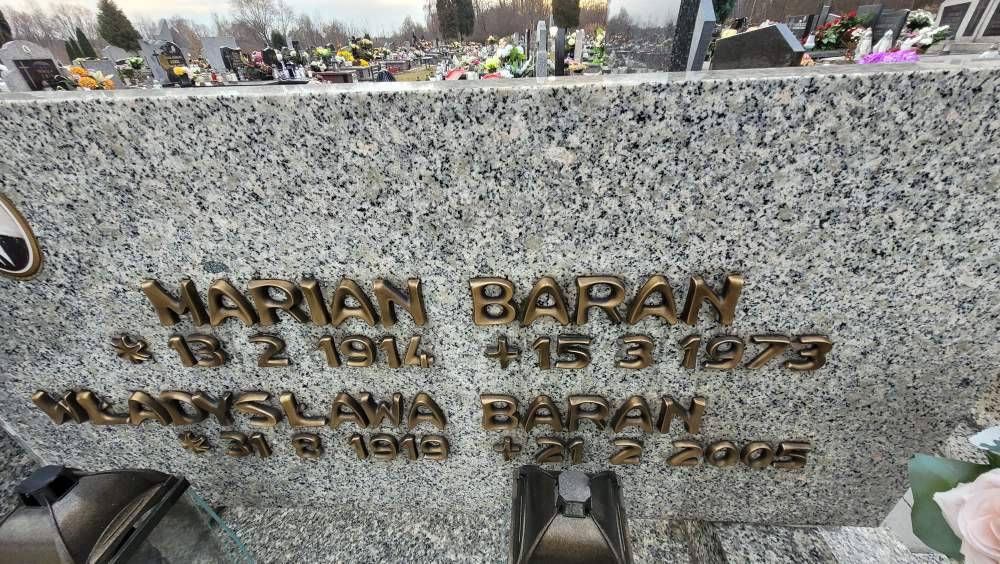 MARIAN BARAN
* 13 2 1914 + 15 3 1973
WŁADYSŁAWA BARAN
* 31 8 1919 + 21 2 2005